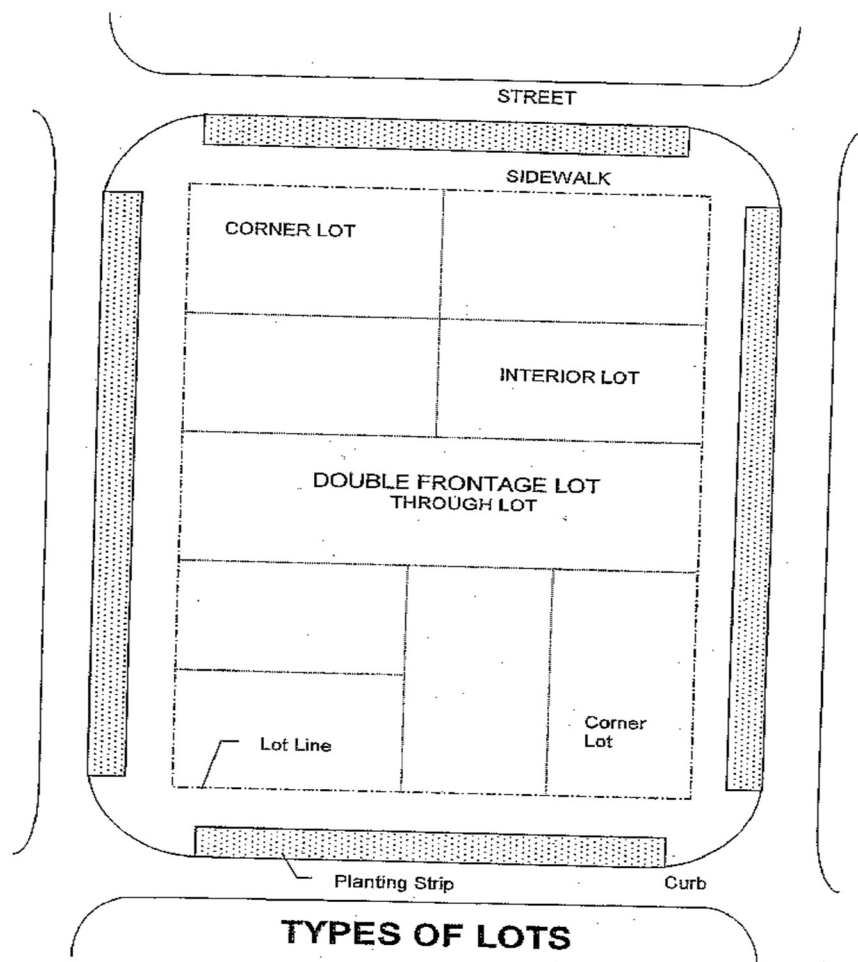 STREET
SIDEWALK
CORNER LOT
INTERIOR LOT
DOUBLE FRONTAGE LOT
THROUGH LOT
Corner
Lot
Lot Line
Planting Strip
Curb
TYPES OF LOTS